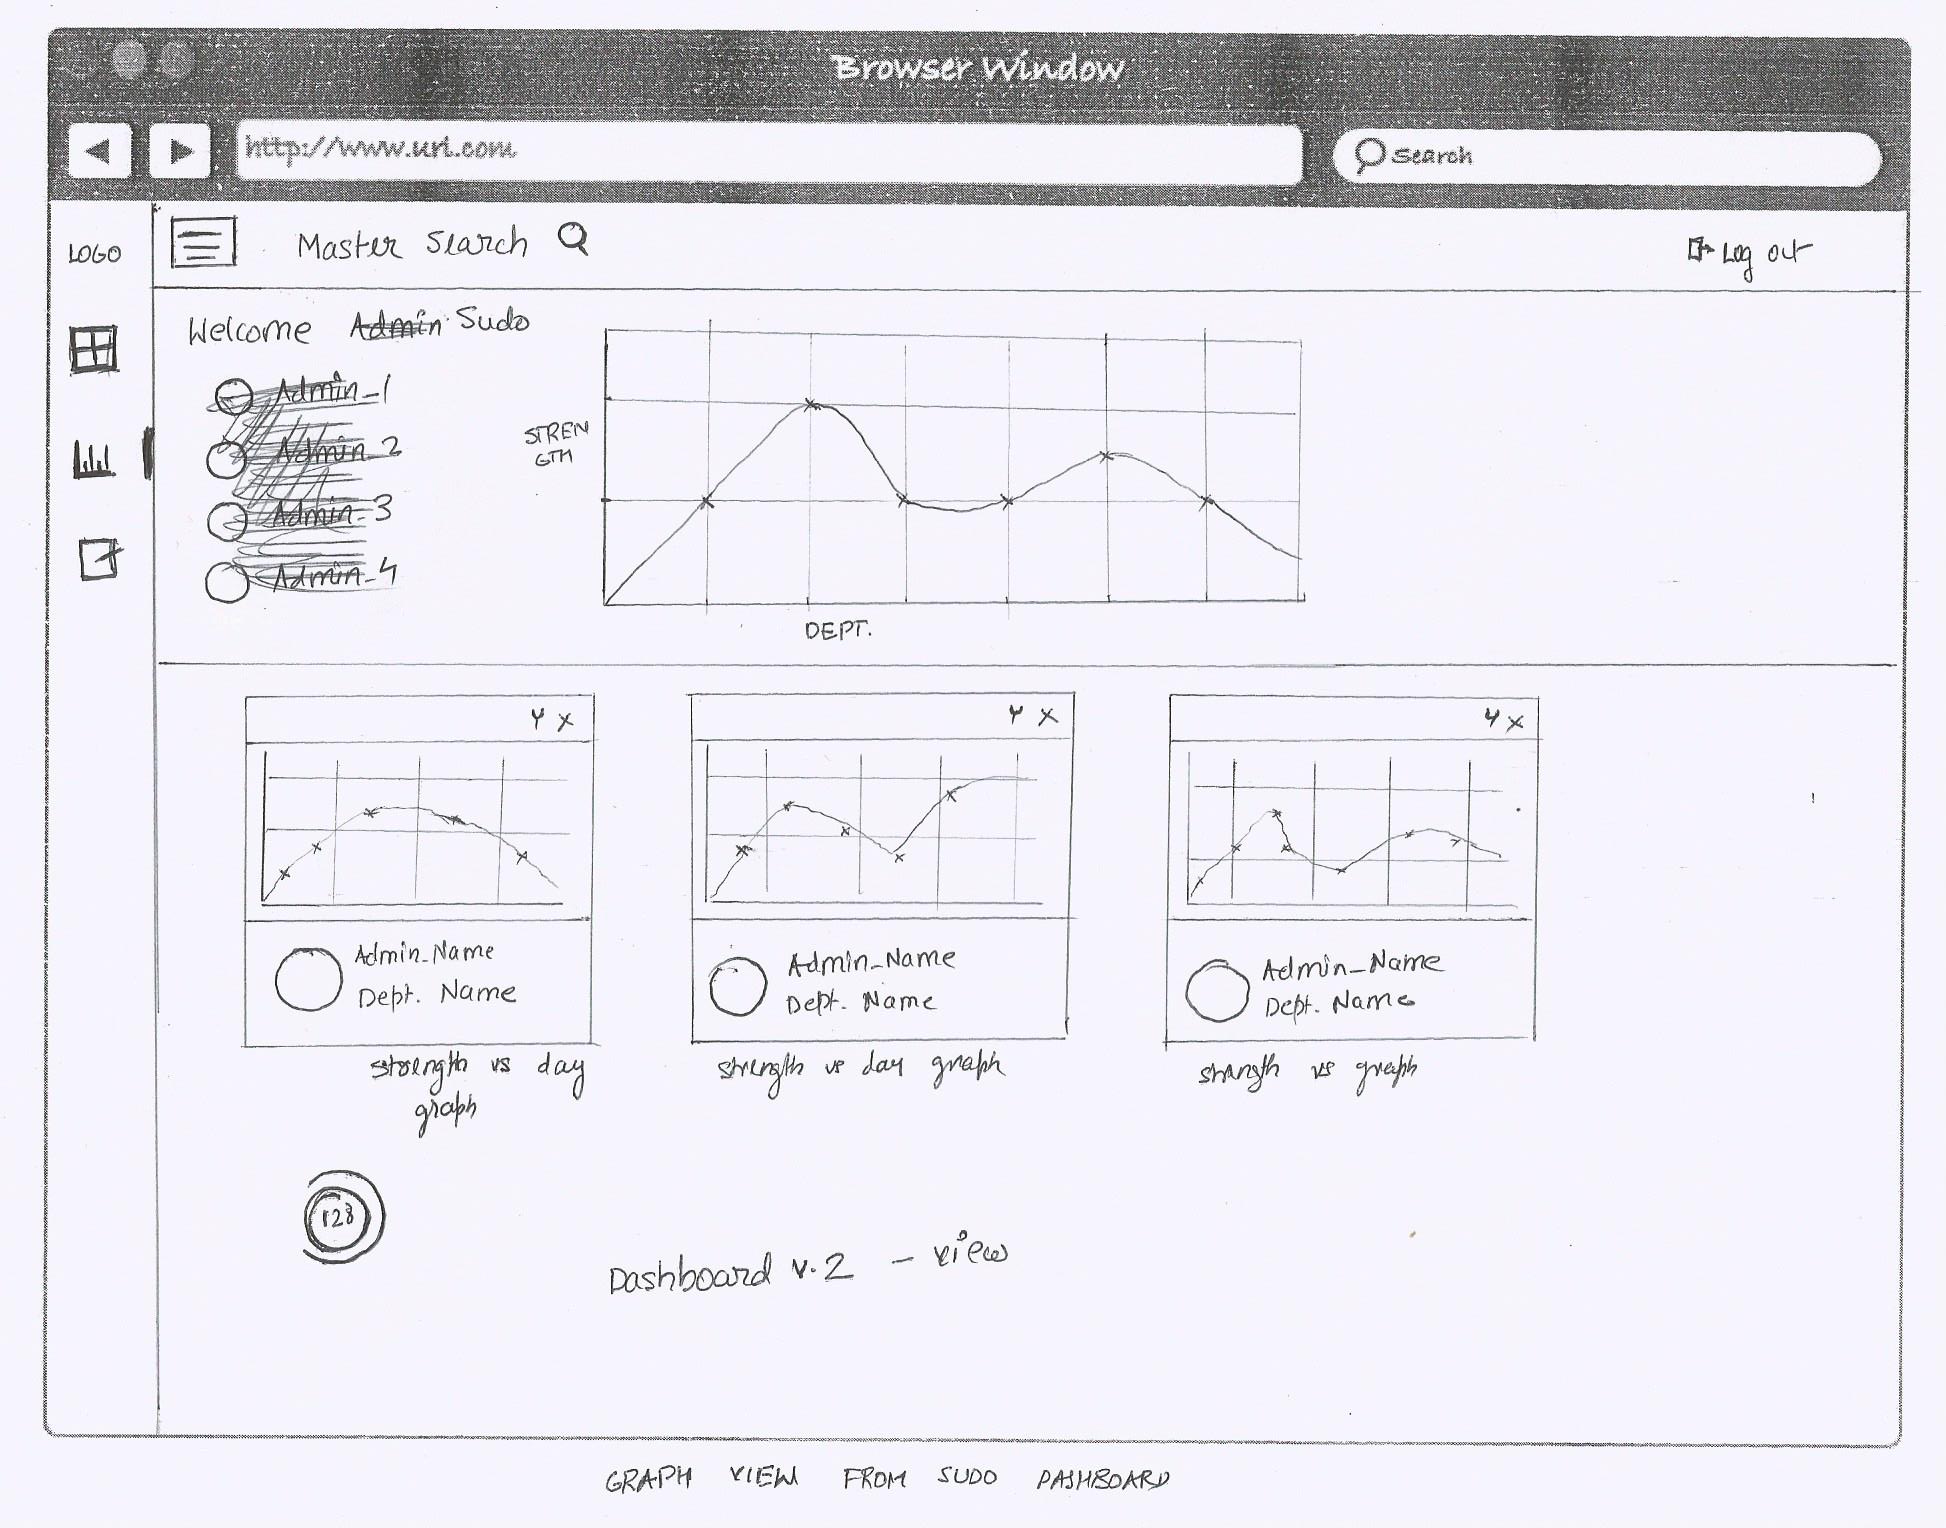 Browser Window
http://www.url.com
Search
LOGO
Master Search
Log out
Welcome Admin Sudo
Admin_1
Admin_2
Admin_3
Admin_4
STREN
GTH
DEPT.
Y X
Y X
Y X
Admin_Name
Dept. Name
Admin_Name
Dept. Name
Admin_Name
Dept. Name
strength vs day
graph
strength vs day graph
strength vs graph
128
Dashboard v.2 - view
GRAPH VIEW FROM SUDO DASHBOARD